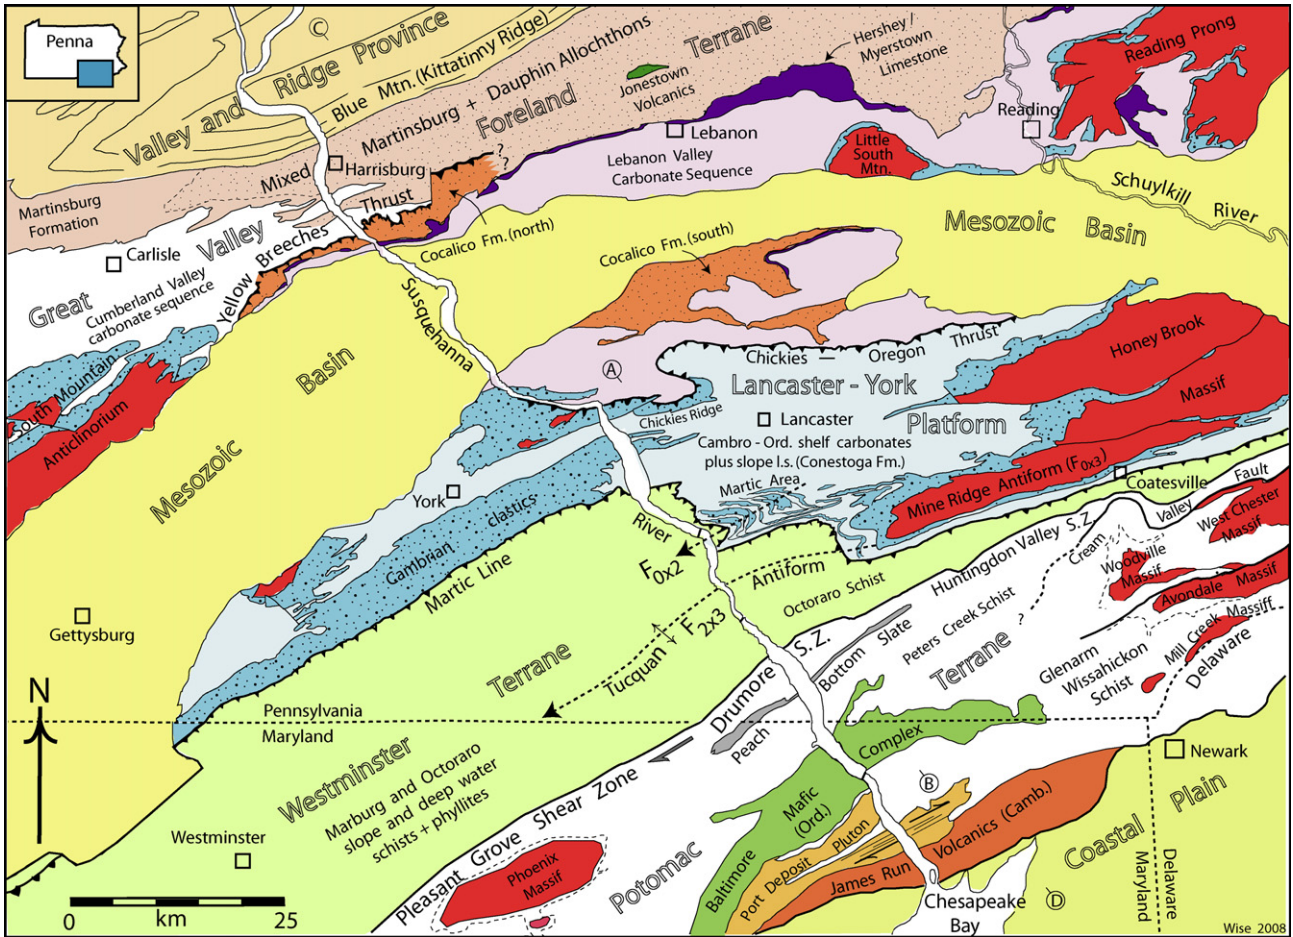 Penna
C
Valley and Ridge Province
Blue Mtn. (Kittatinny Ridge)
Martinsburg + Dauphin Allochthons
Mixed
Foreland
Terrane
Jonestown
Volcanics
Hershey /
Myerstown
Limestone
Reading Prong
Reading
Lebanon
Lebanon Valley
Carbonate Sequence
Little
South
Mtn.
Schuylkill River
Harrisburg
Martinsburg
Formation
Carlisle
Great Valley
Cumberland Valley
carbonate sequence
Yellow Breeches Thrust
?
?
Cocalico Fm. (north)
Cocalico Fm. (south)
Mesozoic Basin
Susquehanna
River
South Mountain
Anticlinorium
Mesozoic
Basin
A
Chickies — Oregon Thrust
Lancaster - York
Platform
Chickies Ridge
Lancaster
Cambro - Ord. shelf carbonates
plus slope l.s. (Conestoga Fm.)
Martic Area
Honey Brook
Massif
Mine Ridge Antiform (F0x3)
Coatesville
York
Cambrian clastics
Martic Line
F0x2
Tucquan Antiform
F2x3
Octoraro Schist
Huntingdon Valley S.Z.
Cream Valley Fault
West Chester
Massif
Woodville
Massif
Avondale Massif
Mill Creek Massiff
Gettysburg
Drumore S.Z.
Peach Bottom Slate
Peters Creek Schist
?
Glenarm
Wissahickon
Schist
Terrane
Delaware
N
Pennsylvania
Maryland
Westminster
Terrane
Marburg and Octoraro
slope and deep water
schists + phyllites
Westminster
Pleasant Grove Shear Zone
Phoenix
Massif
Potomac
Baltimore
Mafic
(Ord.)
Complex
B
Port Deposit Pluton
James Run Volcanics (Camb.)
Newark
Coastal Plain
Delaware
Maryland
D
Chesapeake
Bay
0 km 25
Wise 2008